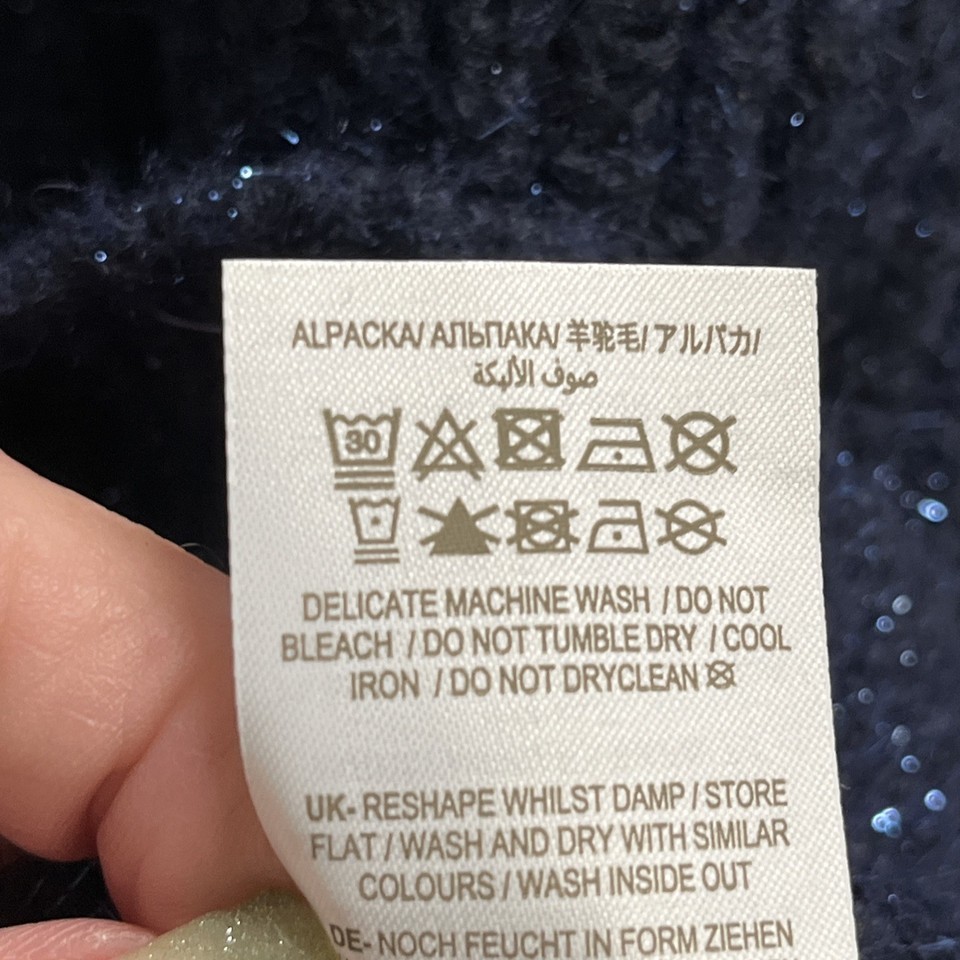 ALPACKA/ АЛЬПАКА/ 羊驼毛/ アルパカ/
صوف الألبكة
30
DELICATE MACHINE WASH / DO NOT
BLEACH / DO NOT TUMBLE DRY / COOL
IRON / DO NOT DRYCLEAN
UK- RESHAPE WHILST DAMP / STORE
FLAT / WASH AND DRY WITH SIMILAR
COLOURS / WASH INSIDE OUT
DE- NOCH FEUCHT IN FORM ZIEHEN